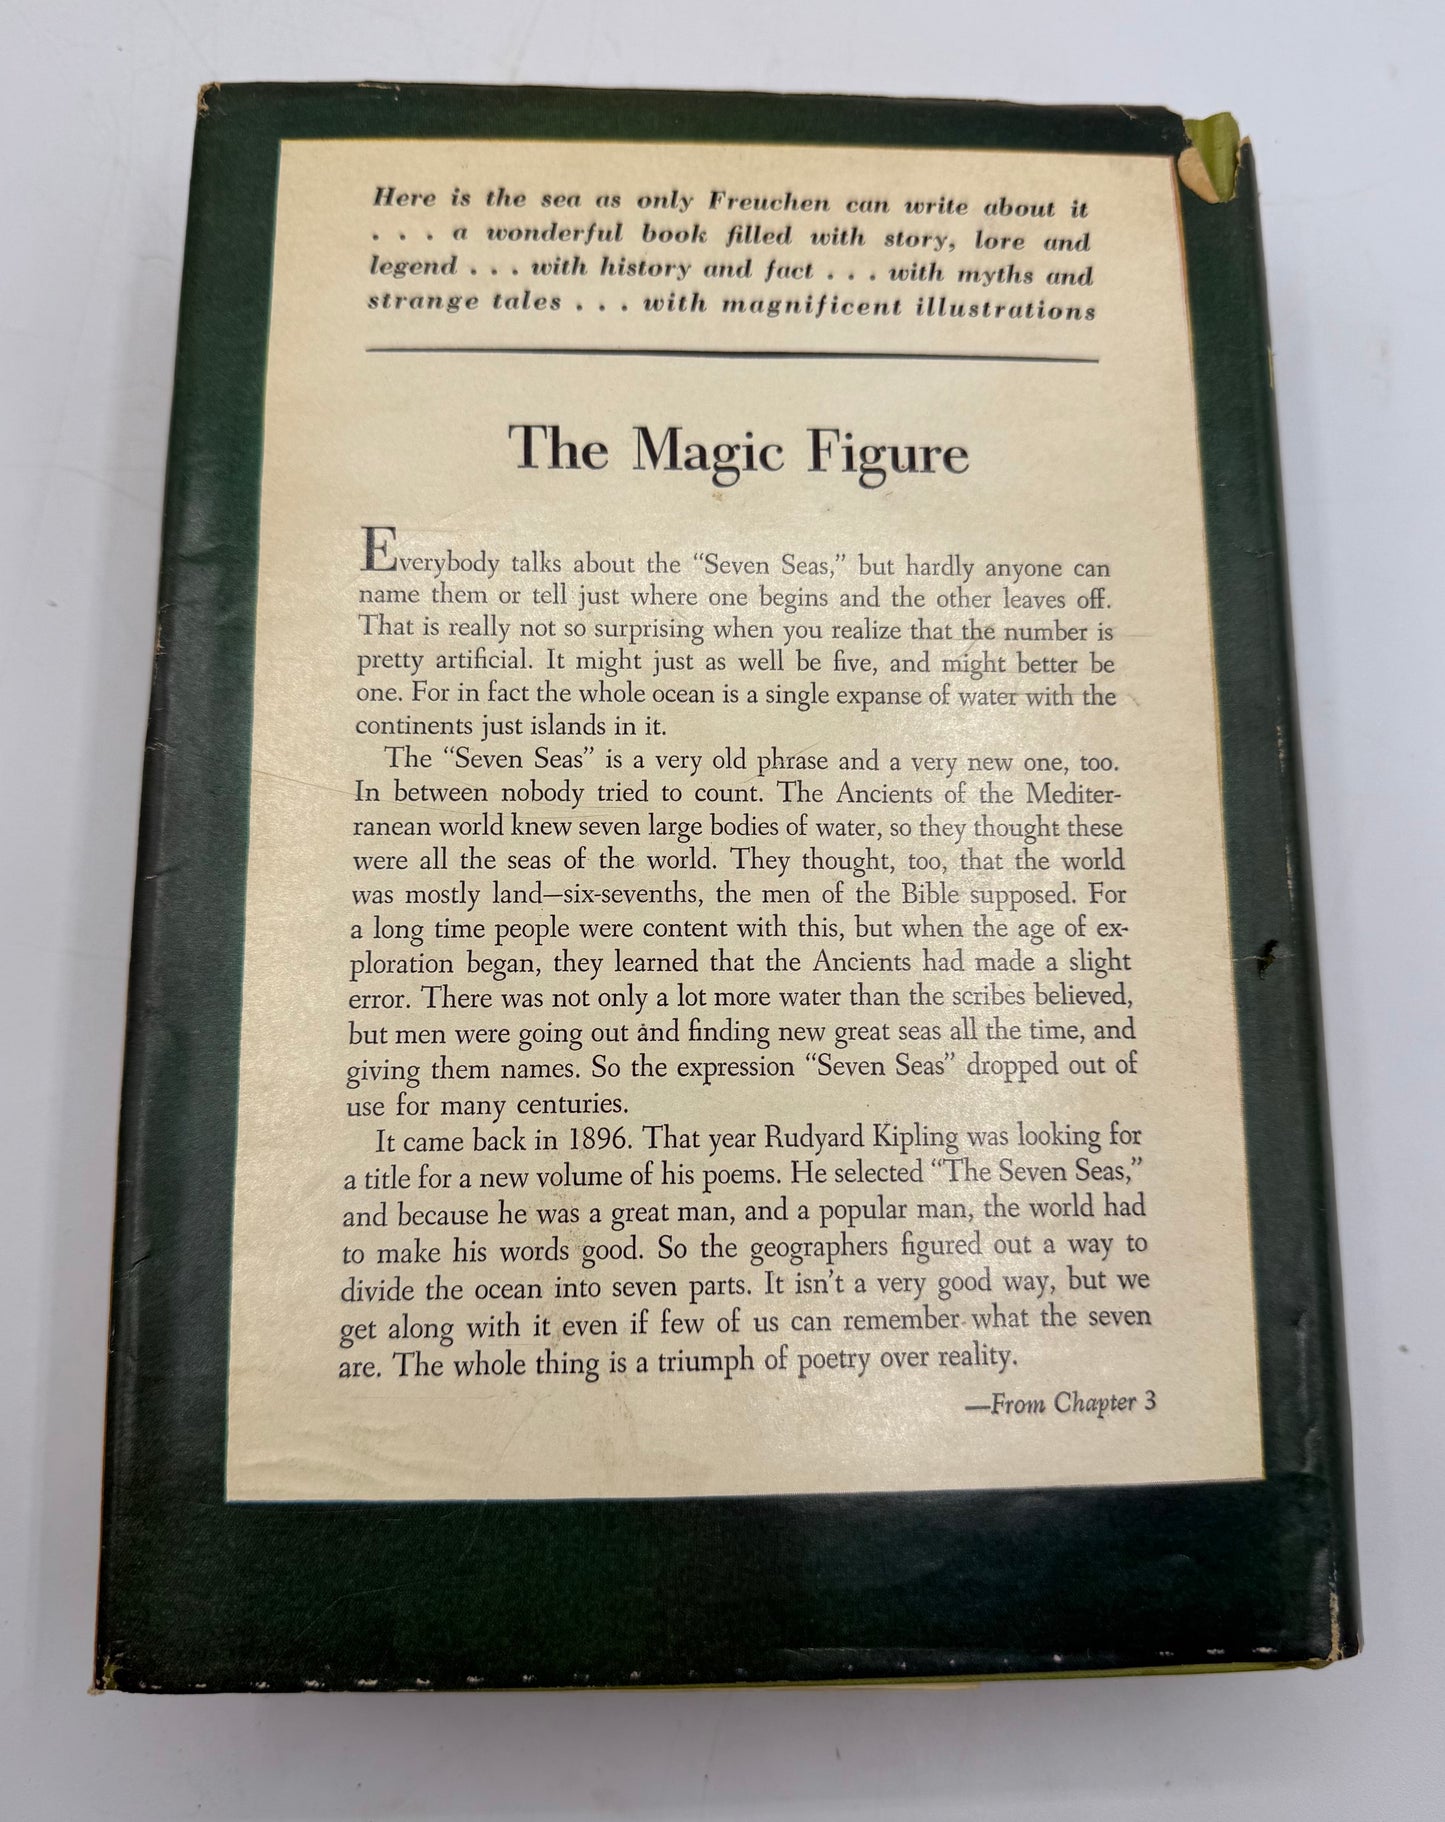 Here is the sea as only Freuchen can write about it
. . . a wonderful book filled with story, lore and
legend . . . with history and fact . . . with myths and
strange tales . . . with magnificent illustrations
The Magic Figure
Everybody talks about the “Seven Seas,” but hardly anyone can
name them or tell just where one begins and the other leaves off.
That is really not so surprising when you realize that the number is
pretty artificial. It might just as well be five, and might better be
one. For in fact the whole ocean is a single expanse of water with the
continents just islands in it.
The “Seven Seas” is a very old phrase and a very new one, too.
In between nobody tried to count. The Ancients of the Mediter-
ranean world knew seven large bodies of water, so they thought these
were all the seas of the world. They thought, too, that the world
was mostly land—six-sevenths, the men of the Bible supposed. For
a long time people were content with this, but when the age of ex-
ploration began, they learned that the Ancients had made a slight
error. There was not only a lot more water than the scribes believed,
but men were going out and finding new great seas all the time, and
giving them names. So the expression “Seven Seas” dropped out of
use for many centuries.
It came back in 1896. That year Rudyard Kipling was looking for
a title for a new volume of his poems. He selected “The Seven Seas,”
and because he was a great man, and a popular man, the world had
to make his words good. So the geographers figured out a way to
divide the ocean into seven parts. It isn’t a very good way, but we
get along with it even if few of us can remember what the seven
are. The whole thing is a triumph of poetry over reality.
—From Chapter 3